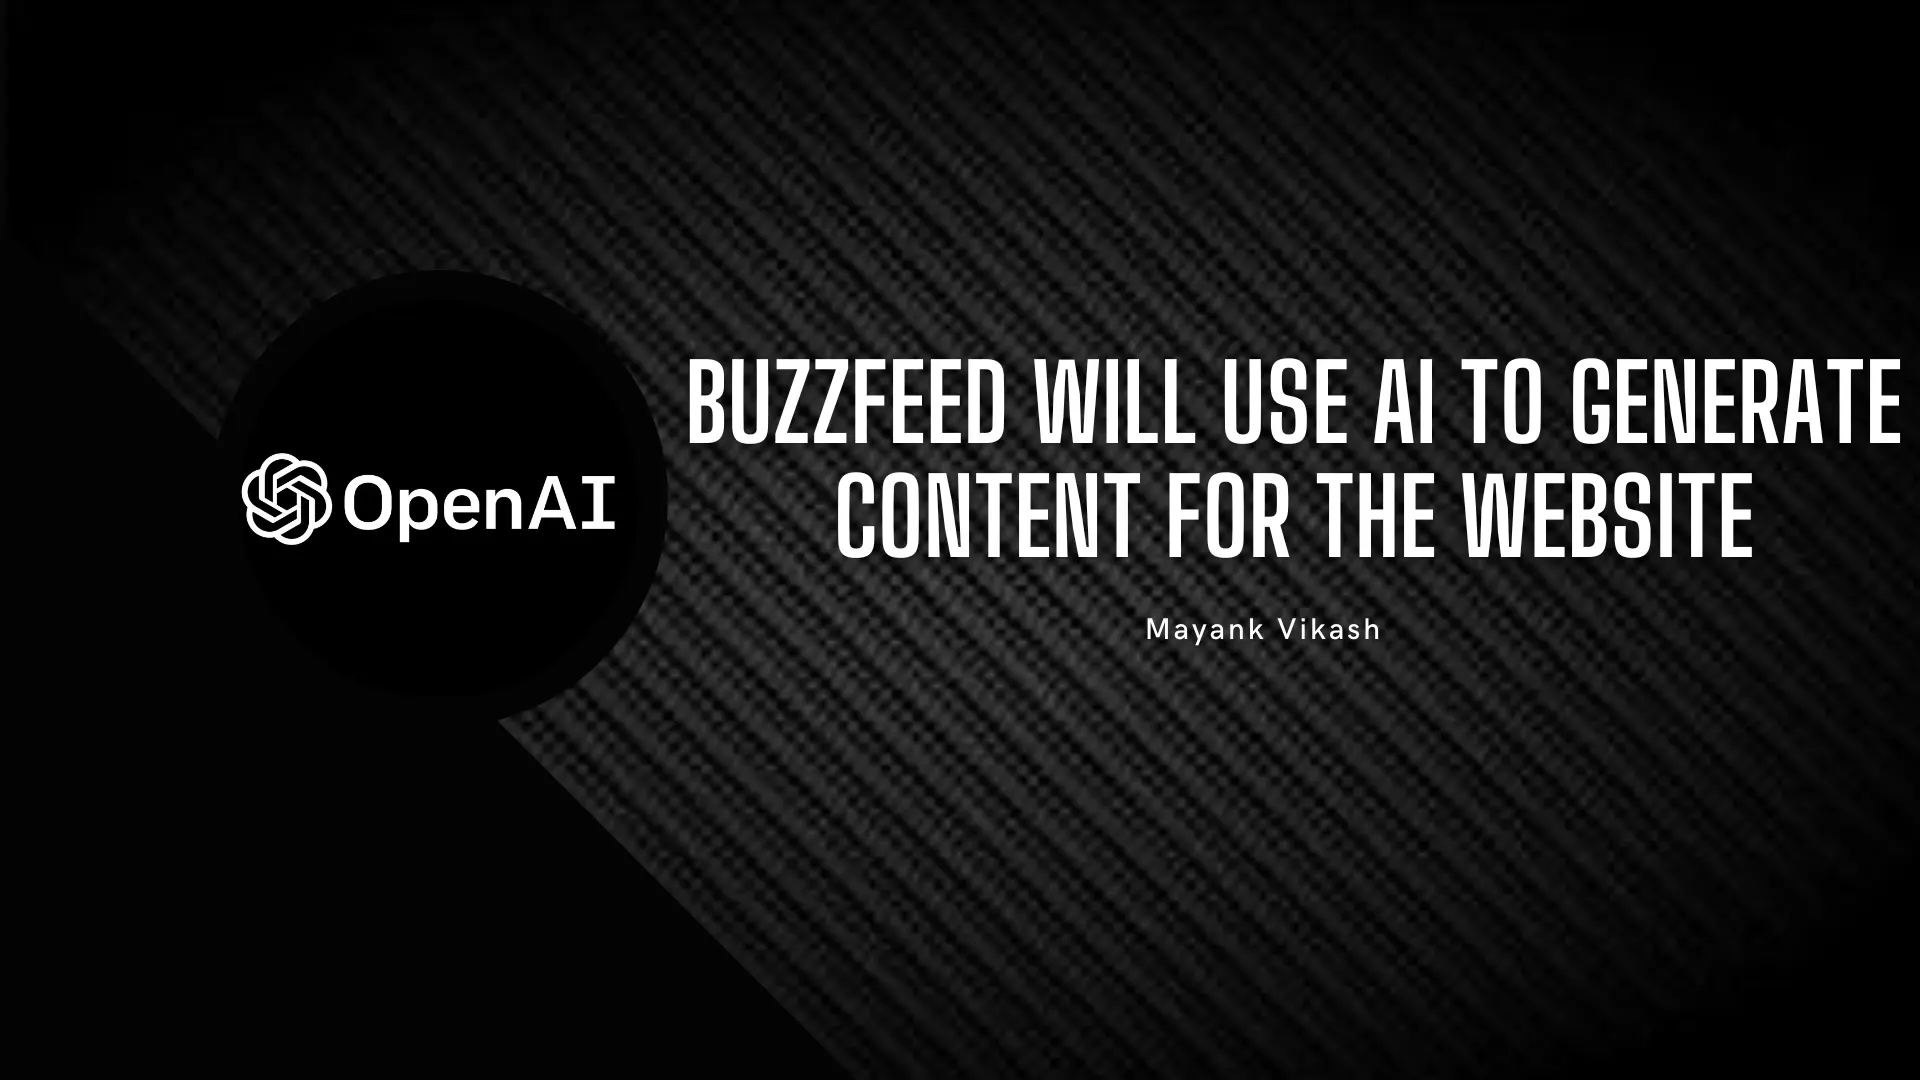 OpenAI
BUZZFEED WILL USE AI TO GENERATE
CONTENT FOR THE WEBSITE
Mayank Vikash